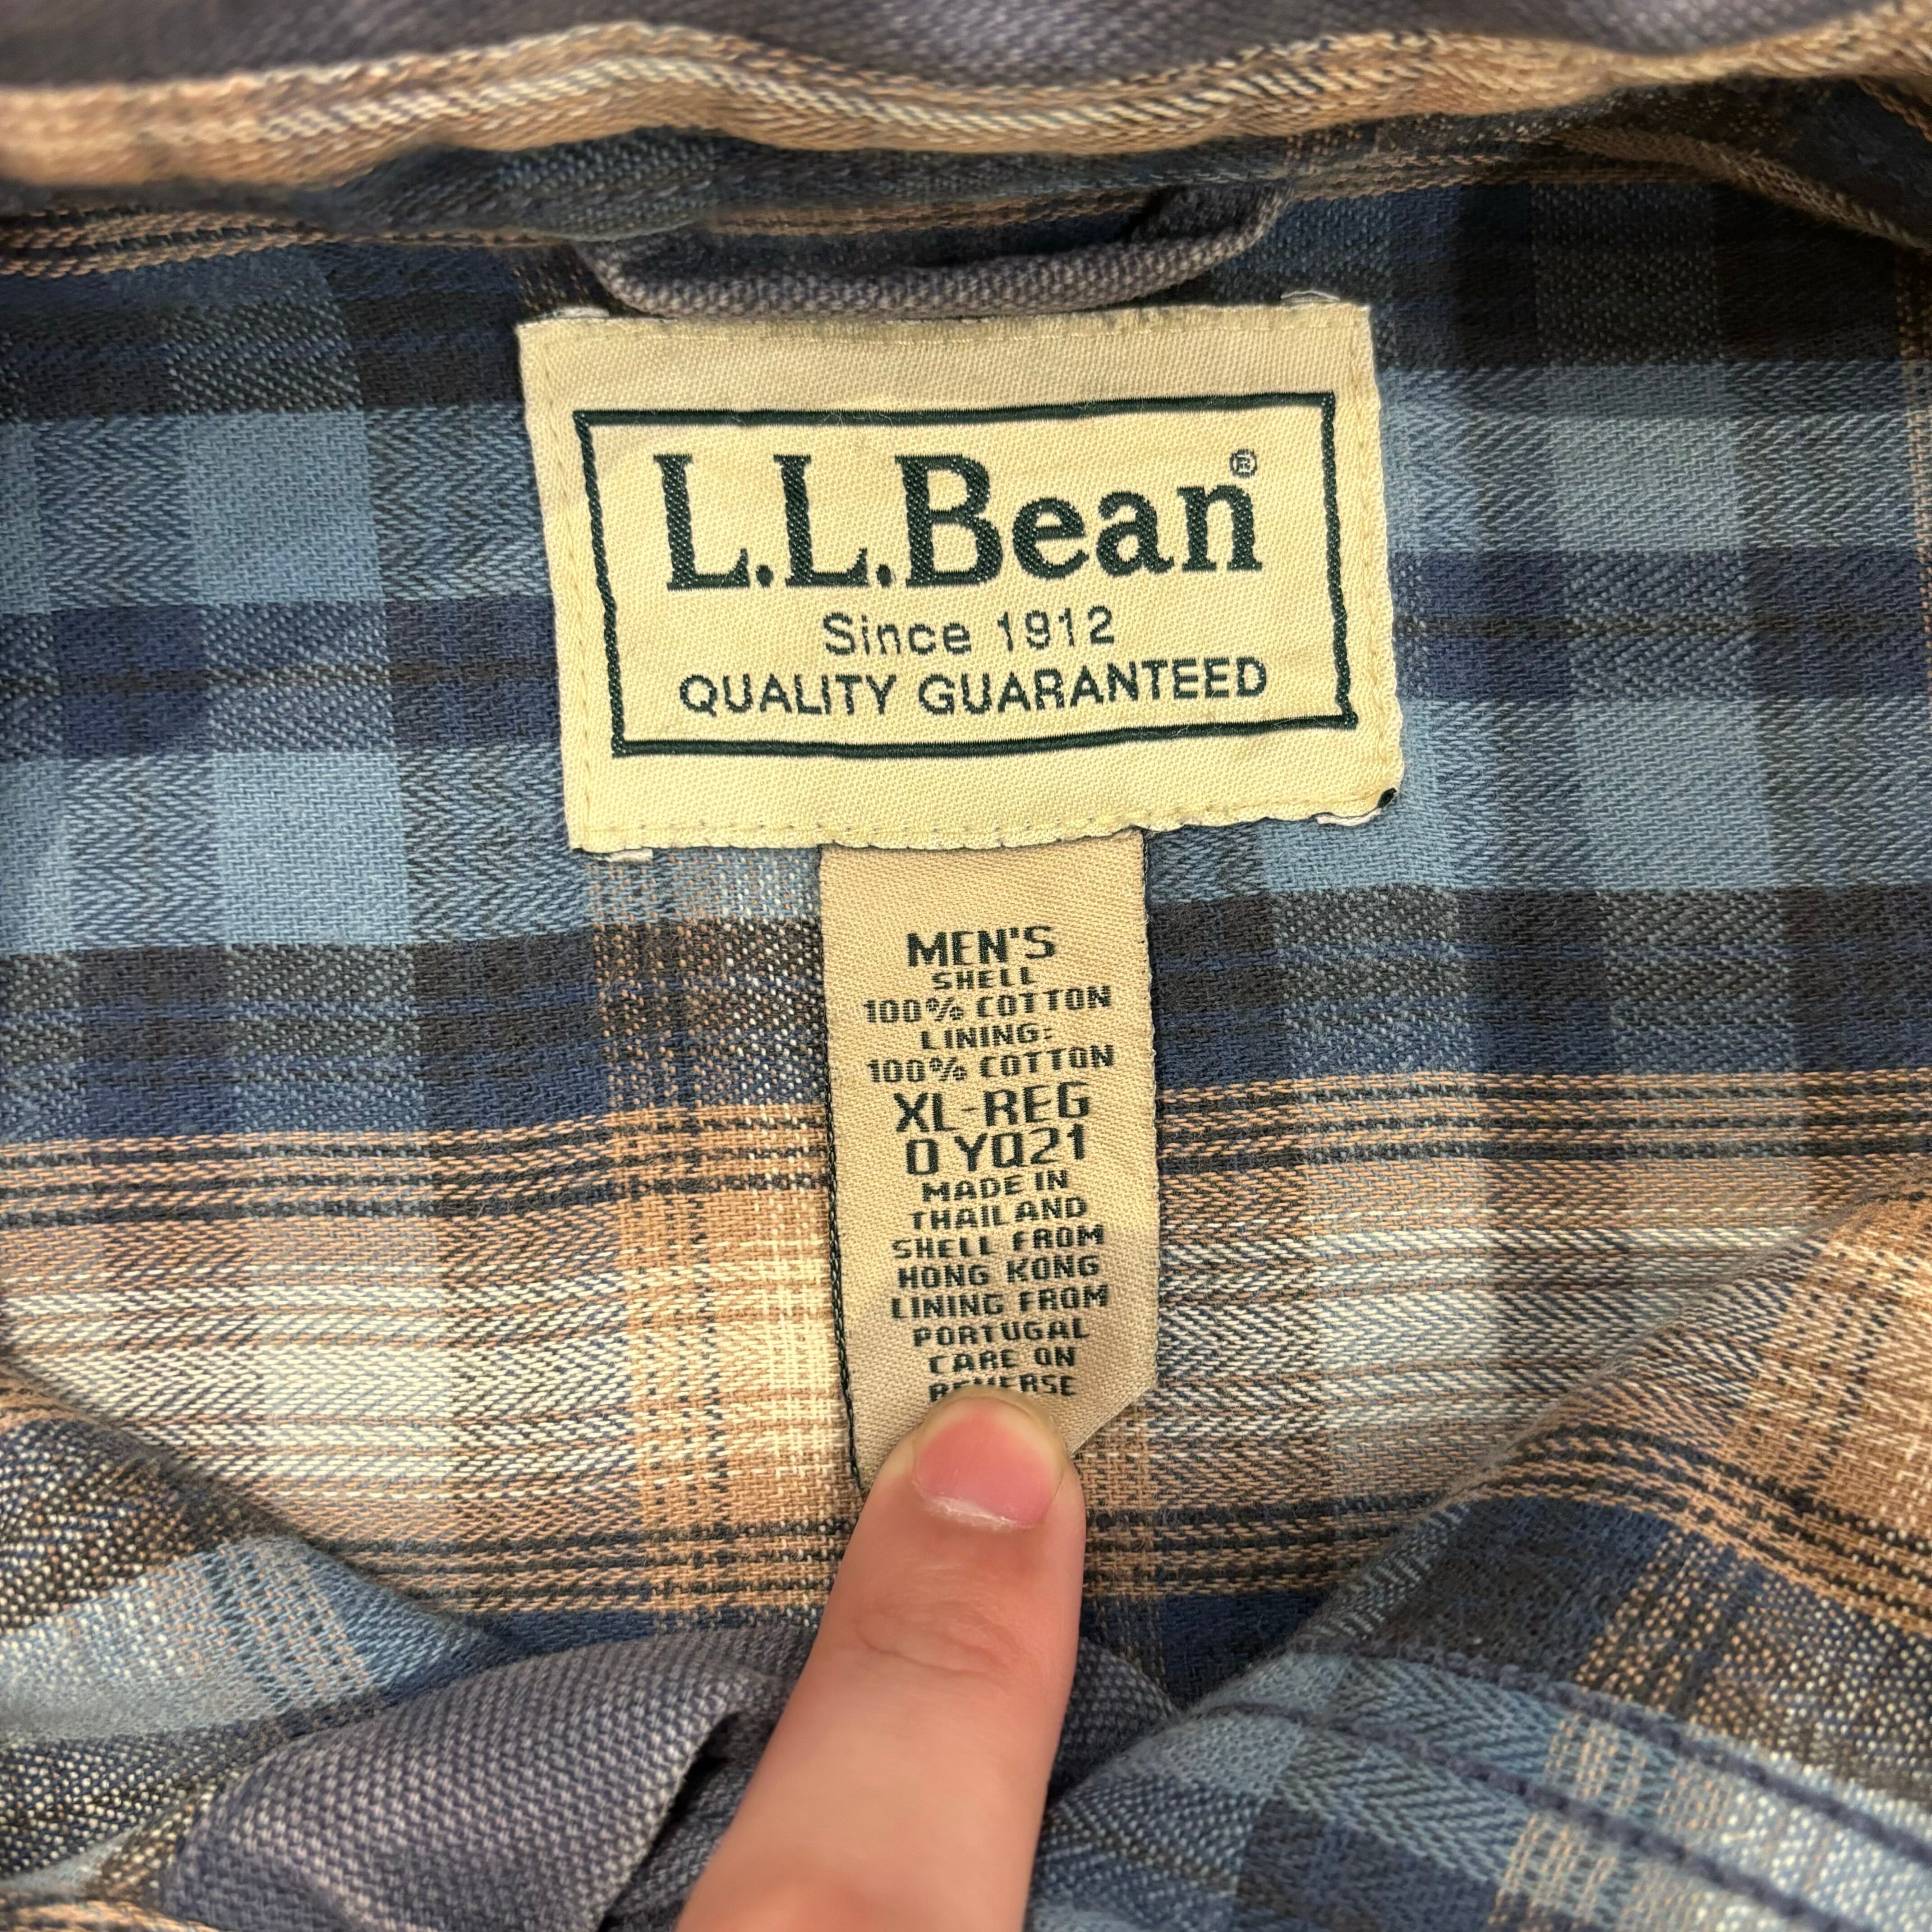 L.L.Bean®
Since 1912
QUALITY GUARANTEED
MEN'S
SHELL
100% COTTON
LINING:
100% COTTON
XL-REG
0 YQ21
MADE IN
THAILAND
SHELL FROM
HONG KONG
LINING FROM
PORTUGAL
CARE ON
REVERSE